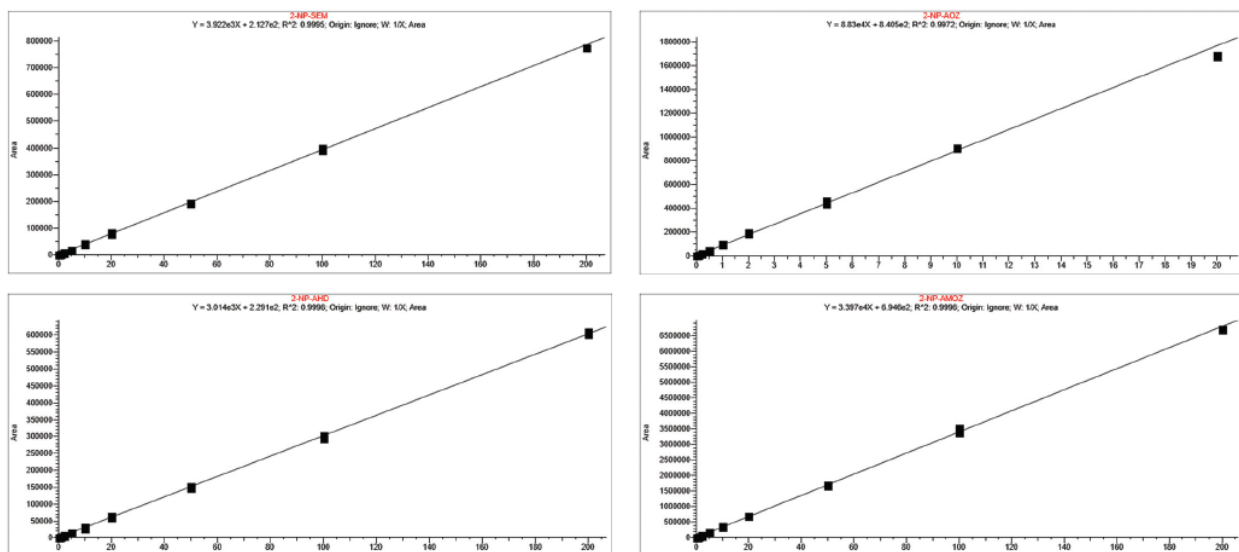 2-NP-SEM
Y = 3.922e3X + 2.127e2; R^2: 0.9995; Origin: Ignore; W: 1/X; Area
800000
700000
600000
500000
400000
300000
200000
100000
0
Area
0 20 40 60 80 100 120 140 160 180 200
2-NP-AOZ
Y = 8.83e4X + 8.405e2; R^2: 0.9972; Origin: Ignore; W: 1/X; Area
1800000
1600000
1400000
1200000
1000000
800000
600000
400000
200000
0
Area
0 1 2 3 4 5 6 7 8 9 10 11 12 13 14 15 16 17 18 19 20
2-NP-AHD
Y = 3.014e3X + 2.291e2; R^2: 0.9996; Origin: Ignore; W: 1/X; Area
600000
550000
500000
450000
400000
350000
300000
250000
200000
150000
100000
50000
0
Area
0 20 40 60 80 100 120 140 160 180 200
2-NP-AMOZ
Y = 3.397e4X + 6.946e2; R^2: 0.9996; Origin: Ignore; W: 1/X; Area
6500000
6000000
5500000
5000000
4500000
4000000
3500000
3000000
2500000
2000000
1500000
1000000
500000
0
Area
0 20 40 60 80 100 120 140 160 180 200